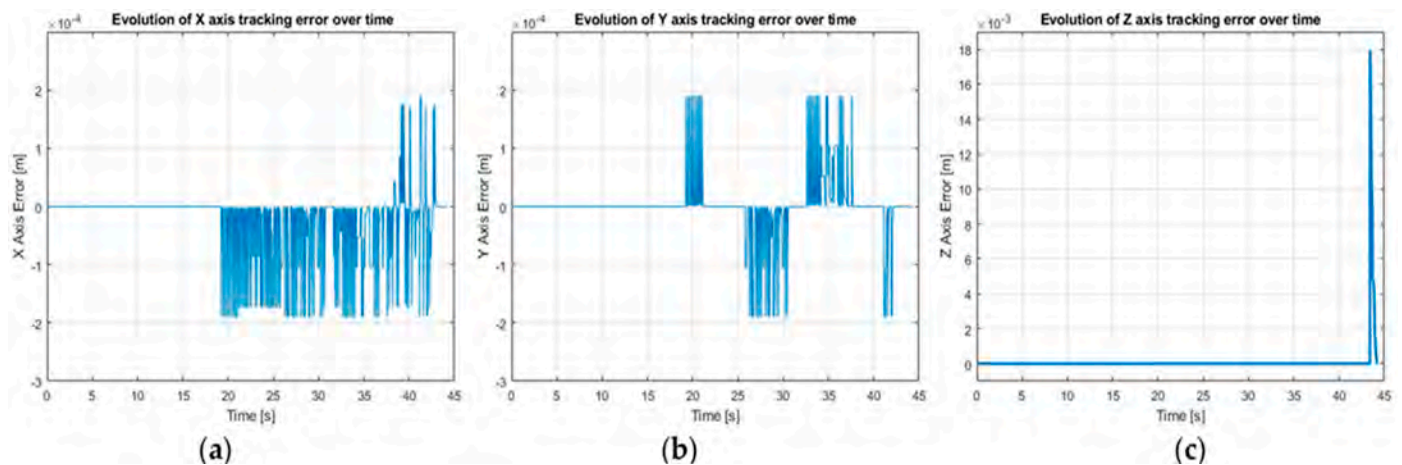 Evolution of X axis tracking error over time
×10⁻⁴
2
1
0
-1
-2
-3
X Axis Error [m]
0 5 10 15 20 25 30 35 40 45
Time [s]
(a)
Evolution of Y axis tracking error over time
×10⁻⁴
2
1
0
-1
-2
-3
Y Axis Error [m]
0 5 10 15 20 25 30 35 40 45
Time [s]
(b)
Evolution of Z axis tracking error over time
×10⁻³
18
16
14
12
10
8
6
4
2
0
Z Axis Error [m]
0 5 10 15 20 25 30 35 40 45
Time [s]
(c)